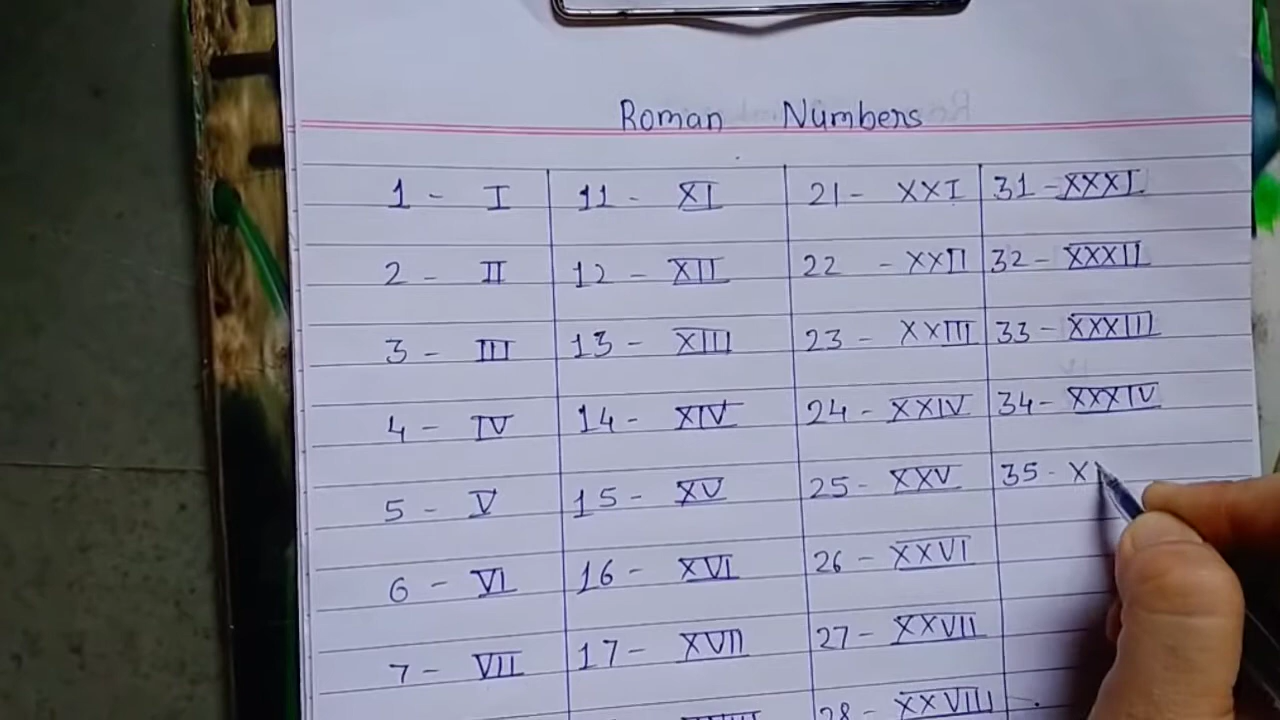 Roman Numbers
1 - I 11 - XI 21 - XXI 31 - XXXI
2 - II 12 - XII 22 - XXII 32 - XXXII
3 - III 13 - XIII 23 - XXIII 33 - XXXIII
4 - IV 14 - XIV 24 - XXIV 34 - XXXIV
5 - V 15 - XV 25 - XXV 35 - X
6 - VI 16 - XVI 26 - XXVI
7 - VII 17 - XVII 27 - XXVII
28 - XXVIII